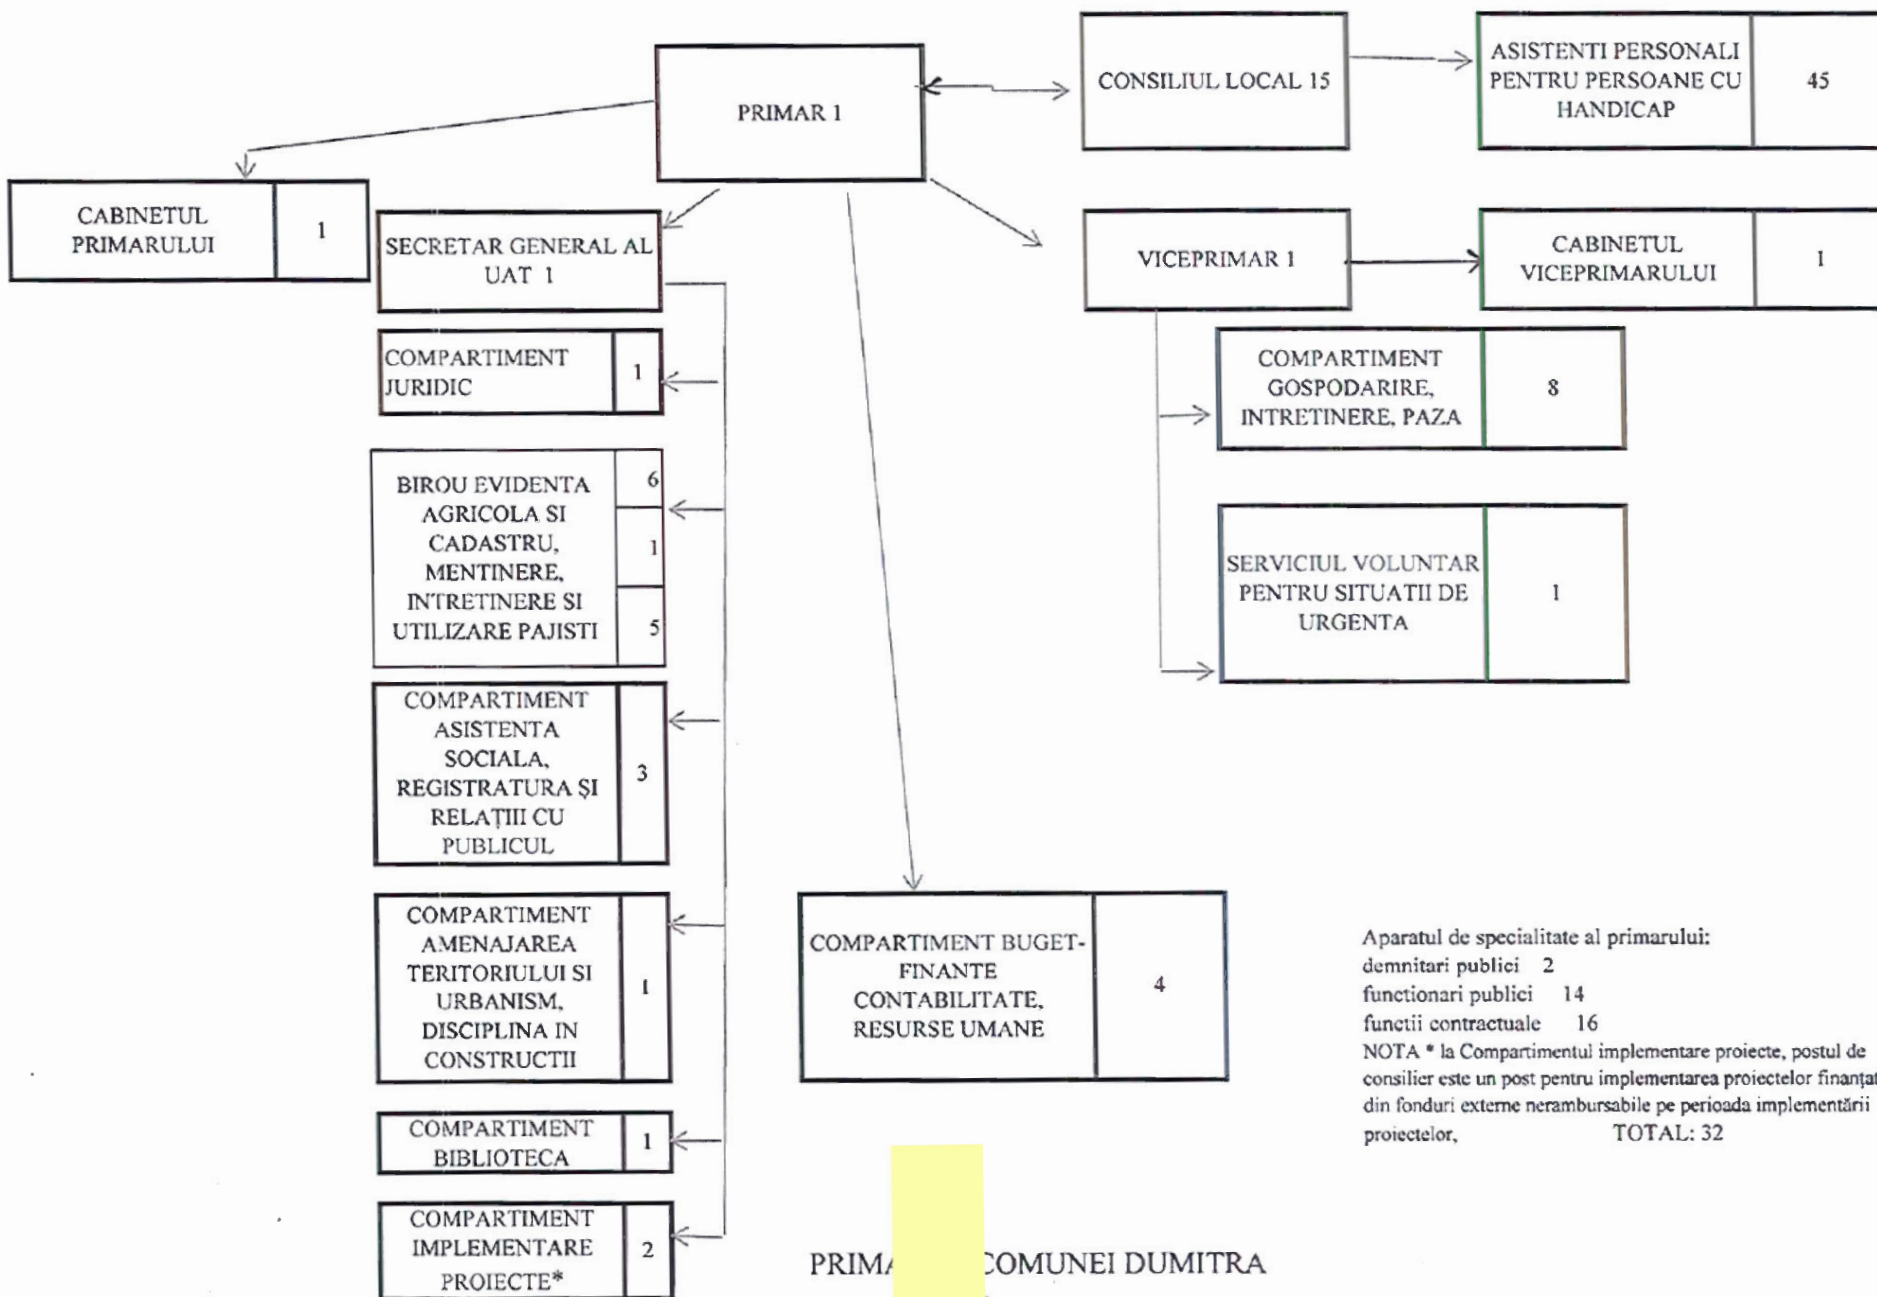 PRIMAR 1
CONSILIUL LOCAL 15
ASISTENTI PERSONALI
PENTRU PERSOANE CU
HANDICAP
45
CABINETUL
PRIMARULUI
1
SECRETAR GENERAL AL
UAT 1
VICEPRIMAR 1
CABINETUL
VICEPRIMARULUI
1
COMPARTIMENT
JURIDIC
1
COMPARTIMENT
GOSPODARIRE,
INTRETINERE, PAZA
8
BIROU EVIDENTA
AGRICOLA SI
CADASTRU,
MENTINERE,
INTRETINERE SI
UTILIZARE PAJISTI
6
1
5
SERVICIUL VOLUNTAR
PENTRU SITUATII DE
URGENTA
1
COMPARTIMENT
ASISTENTA
SOCIALA,
REGISTRATURA ȘI
RELAȚIII CU
PUBLICUL
3
COMPARTIMENT
AMENAJAREA
TERITORIULUI SI
URBANISM,
DISCIPLINA IN
CONSTRUCTII
1
COMPARTIMENT BUGET-
FINANTE
CONTABILITATE,
RESURSE UMANE
4
Aparatul de specialitate al primarului:
demnitari publici 2
functionari publici 14
functii contractuale 16
NOTA * la Compartimentul implementare proiecte, postul de
consilier este un post pentru implementarea proiectelor finanțat
din fonduri externe nerambursabile pe perioada implementării
proiectelor, TOTAL: 32
COMPARTIMENT
BIBLIOTECA
1
COMPARTIMENT
IMPLEMENTARE
PROIECTE*
2
COMUNEI DUMITRA